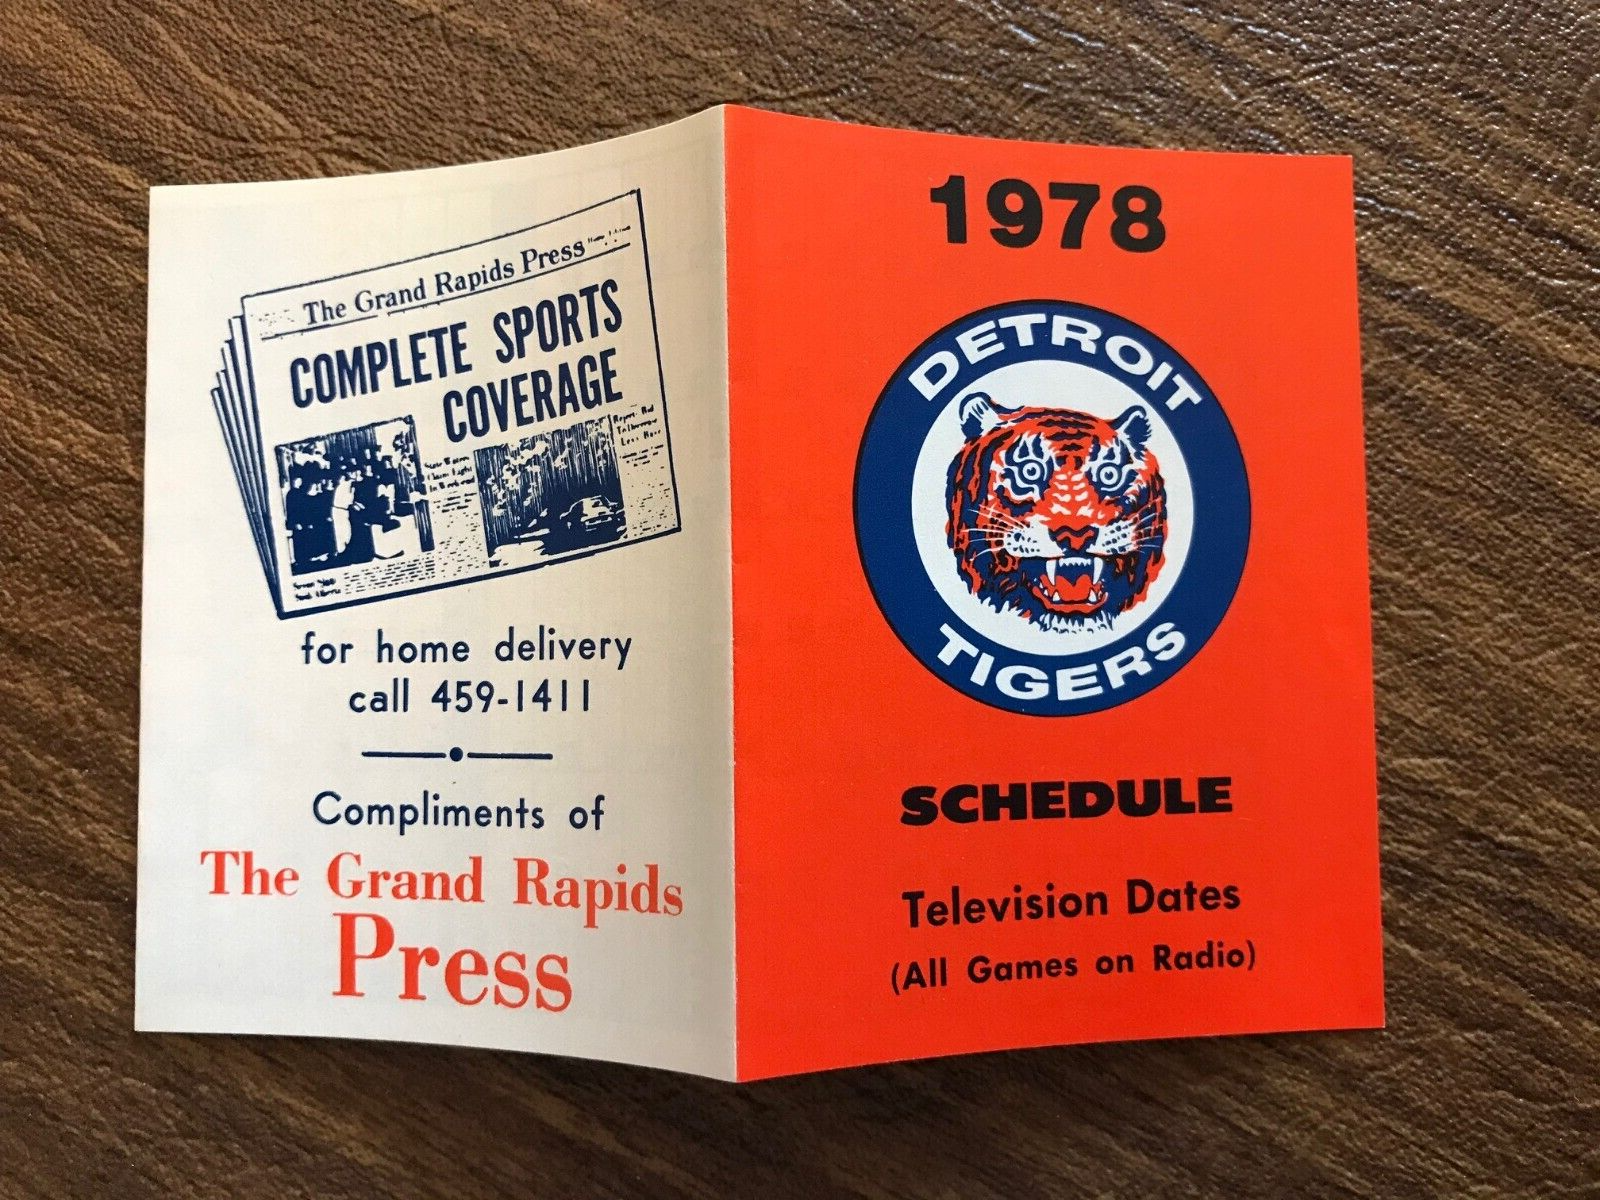 The Grand Rapids Press
COMPLETE SPORTS
COVERAGE
for home delivery
call 459-1411
Compliments of
The Grand Rapids
Press
1978
DETROIT
TIGERS
SCHEDULE
Television Dates
(All Games on Radio)